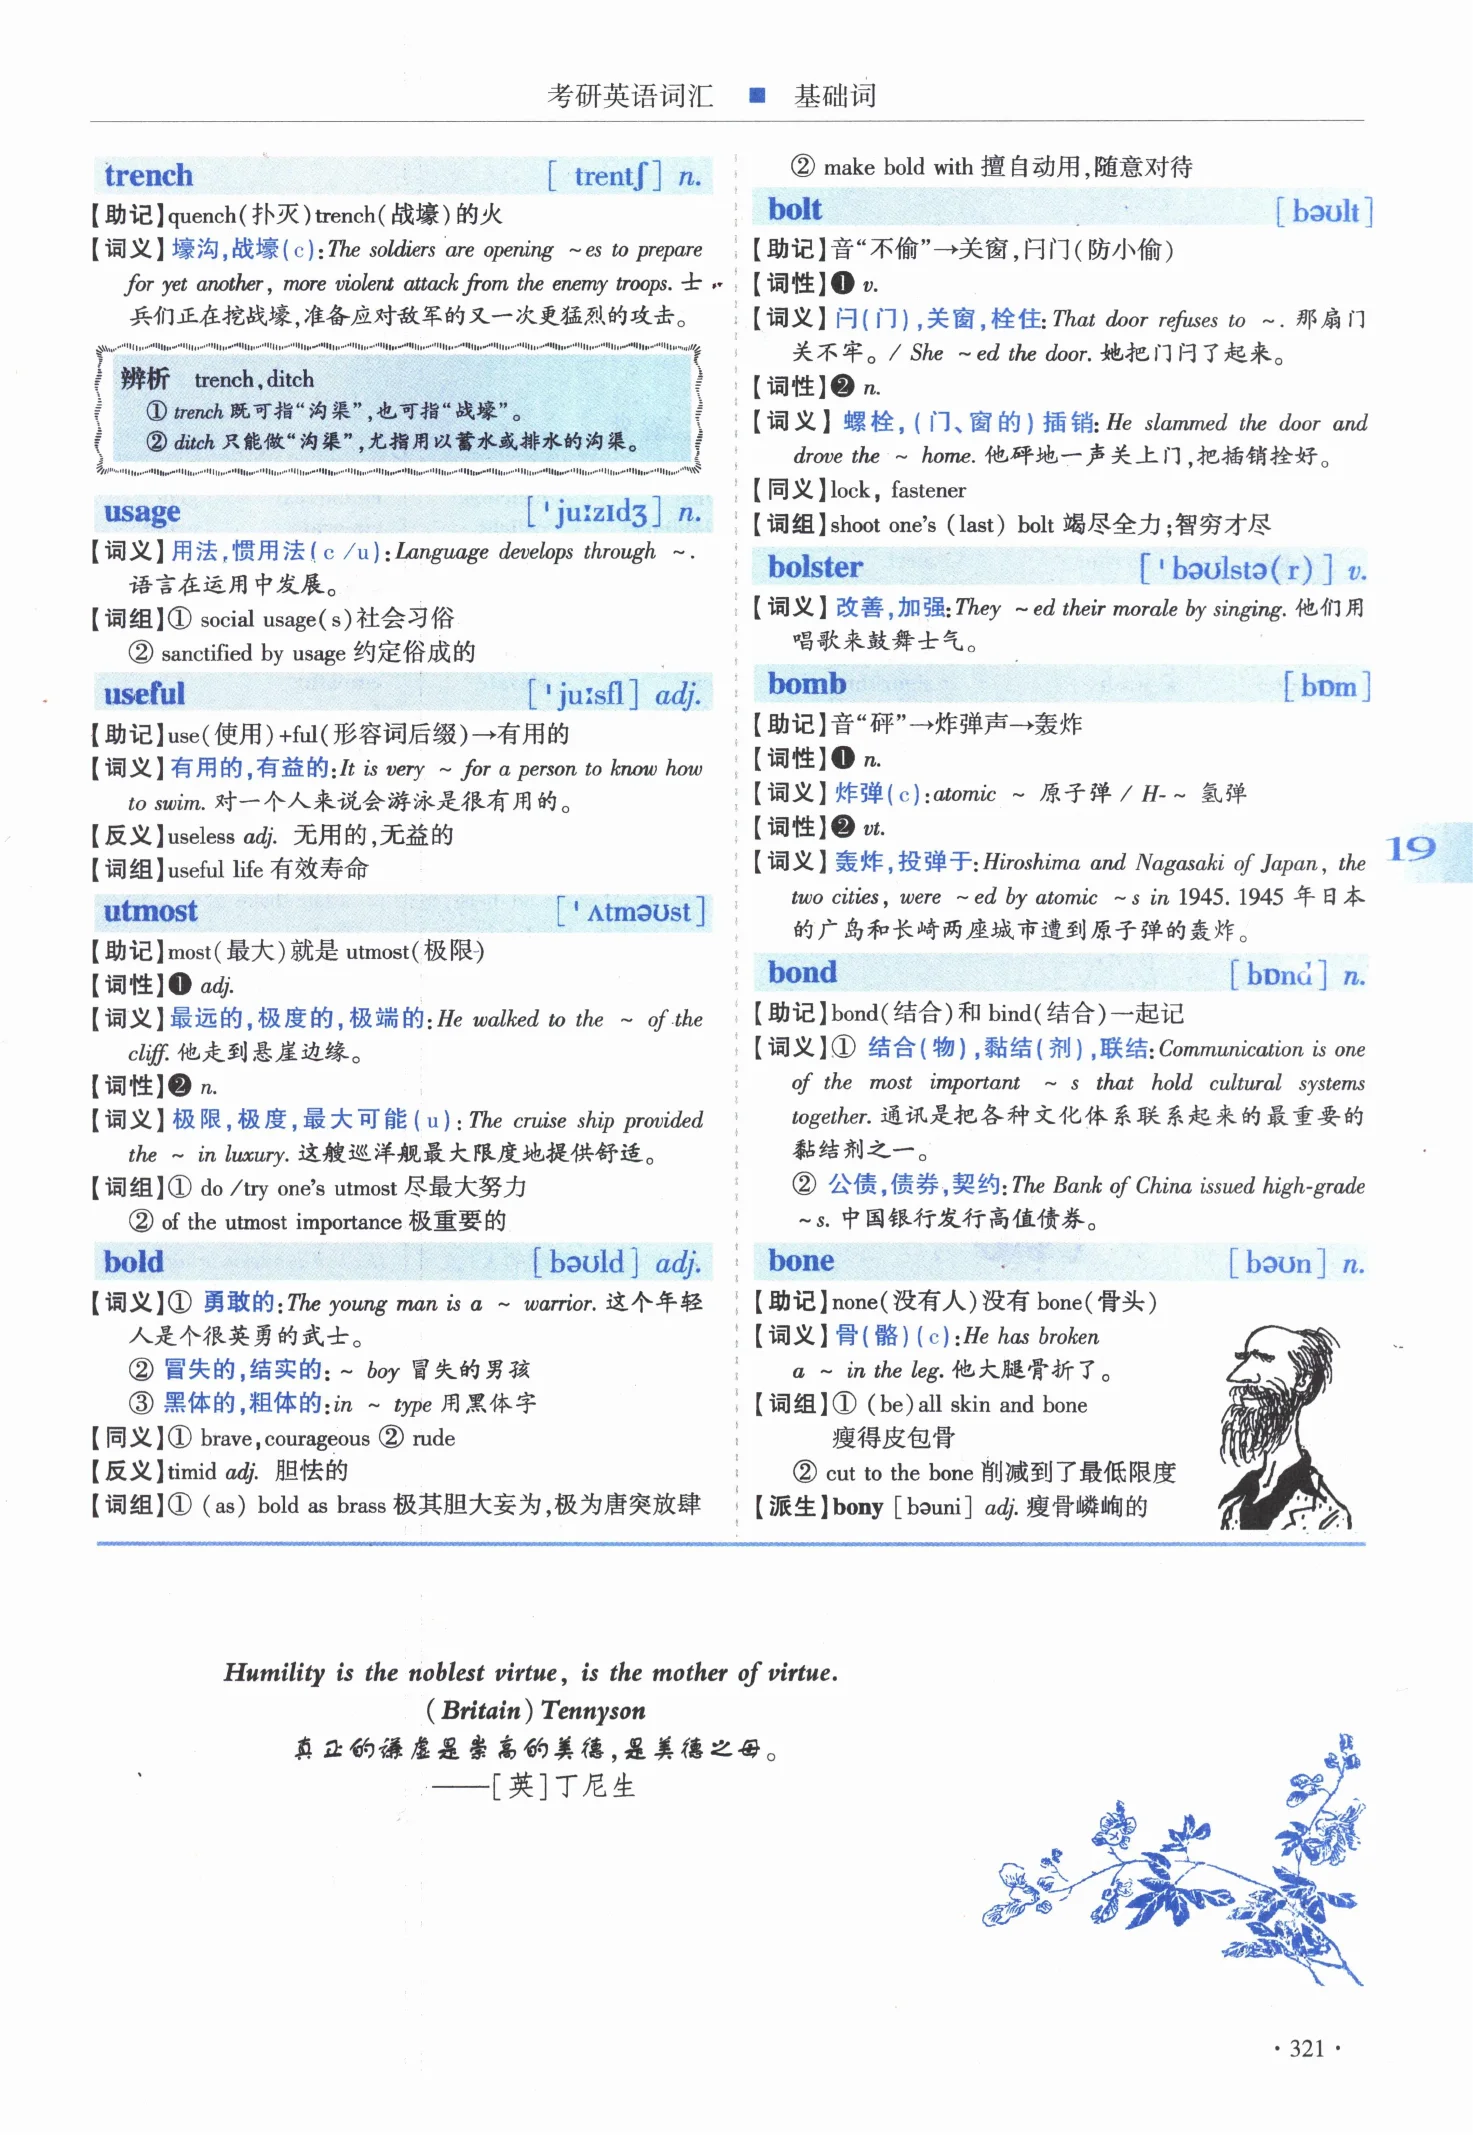 考研英语词汇 ■ 基础词
trench [trentʃ] n.
【助记】quench(扑灭)trench(战壕)的火
【词义】壕沟,战壕(c):The soldiers are opening ~es to prepare
for yet another, more violent attack from the enemy troops. 士
兵们正在挖战壕,准备应对敌军的又一次更猛烈的攻击。
辨析 trench,ditch
① trench 既可指“沟渠”,也可指“战壕”。
② ditch 只能做“沟渠”,尤指用以蓄水或排水的沟渠。
usage [ˈjuːzɪdʒ] n.
【词义】用法,惯用法(c/u):Language develops through ~.
语言在运用中发展。
【词组】① social usage(s)社会习俗
② sanctified by usage 约定俗成的
useful [ˈjuːsfl] adj.
【助记】use(使用)+ful(形容词后缀)→有用的
【词义】有用的,有益的:It is very ~ for a person to know how
to swim. 对一个人来说会游泳是很有用的。
【反义】useless adj. 无用的,无益的
【词组】useful life 有效寿命
utmost [ˈʌtməʊst]
【助记】most(最大)就是 utmost(极限)
【词性】❶ adj.
【词义】最远的,极度的,极端的:He walked to the ~ of the
cliff. 他走到悬崖边缘。
【词性】❷ n.
【词义】极限,极度,最大可能(u):The cruise ship provided
the ~ in luxury. 这艘巡洋舰最大限度地提供舒适。
【词组】① do/try one's utmost 尽最大努力
② of the utmost importance 极重要的
bold [bəʊld] adj.
【词义】① 勇敢的:The young man is a ~ warrior. 这个年轻
人是个很英勇的武士。
② 冒失的,结实的: ~ boy 冒失的男孩
③ 黑体的,粗体的:in ~ type 用黑体字
【同义】① brave,courageous ② rude
【反义】timid adj. 胆怯的
【词组】① (as) bold as brass 极其胆大妄为,极为唐突放肆
② make bold with 擅自动用,随意对待
bolt [bəʊlt]
【助记】音“不偷”→关窗,闩门(防小偷)
【词性】❶ v.
【词义】闩(门),关窗,栓住:That door refuses to ~. 那扇门
关不牢。/ She ~ed the door. 她把门闩了起来。
【词性】❷ n.
【词义】螺栓,(门、窗的)插销:He slammed the door and
drove the ~ home. 他砰地一声关上门,把插销拴好。
【同义】lock, fastener
【词组】shoot one's (last) bolt 竭尽全力;智穷才尽
bolster [ˈbəʊlstə(r)] v.
【词义】改善,加强:They ~ed their morale by singing. 他们用
唱歌来鼓舞士气。
bomb [bɒm]
【助记】音“砰”→炸弹声→轰炸
【词性】❶ n.
【词义】炸弹(c):atomic ~ 原子弹 / H-~ 氢弹
【词性】❷ vt.
【词义】轰炸,投弹于:Hiroshima and Nagasaki of Japan, the
two cities, were ~ed by atomic ~s in 1945. 1945 年日本
的广岛和长崎两座城市遭到原子弹的轰炸。
bond [bɒnd] n.
【助记】bond(结合)和 bind(结合)一起记
【词义】① 结合(物),黏结(剂),联结:Communication is one
of the most important ~s that hold cultural systems
together. 通讯是把各种文化体系联系起来的最重要的
黏结剂之一。
② 公债,债券,契约:The Bank of China issued high-grade
~s. 中国银行发行高值债券。
bone [bəʊn] n.
【助记】none(没有人)没有 bone(骨头)
【词义】骨(骼)(c):He has broken
a ~ in the leg. 他大腿骨折了。
【词组】① (be)all skin and bone
瘦得皮包骨
② cut to the bone 削减到了最低限度
【派生】bony [bəuni] adj. 瘦骨嶙峋的
19
Humility is the noblest virtue, is the mother of virtue.
(Britain) Tennyson
真正的谦虚是崇高的美德,是美德之母。
——[英]丁尼生
· 321 ·